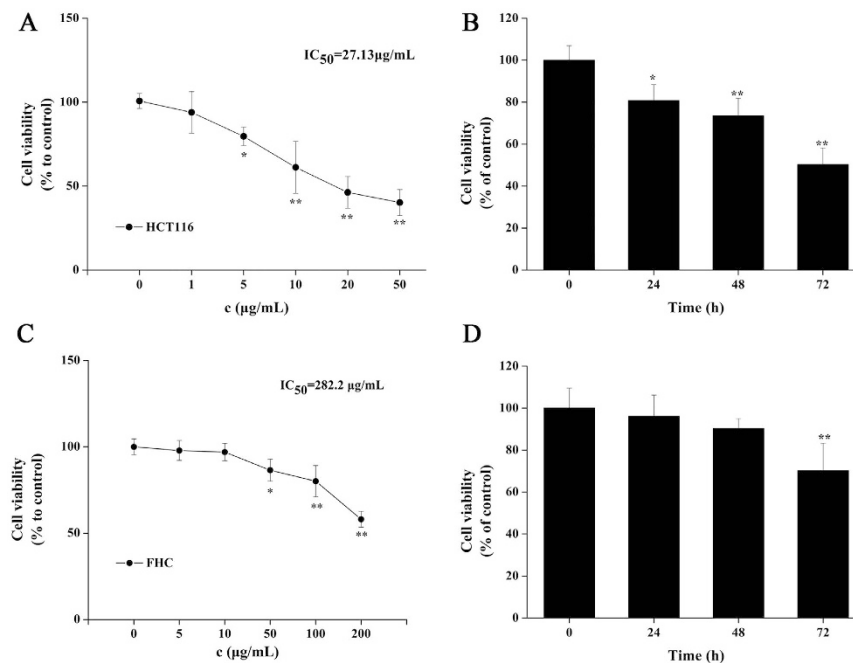 A
IC50=27.13μg/mL
Cell viability
(% to control)
150
100
50
0
*
**
**
**
HCT116
0 1 5 10 20 50
c (μg/mL)
B
Cell viability
(% of control)
120
100
80
60
40
20
0
*
**
**
0 24 48 72
Time (h)
C
IC50=282.2 μg/mL
Cell viability
(% to control)
150
100
50
0
*
**
**
FHC
0 5 10 50 100 200
c (μg/mL)
D
Cell viability
(% of control)
120
100
80
60
40
20
0
**
0 24 48 72
Time (h)